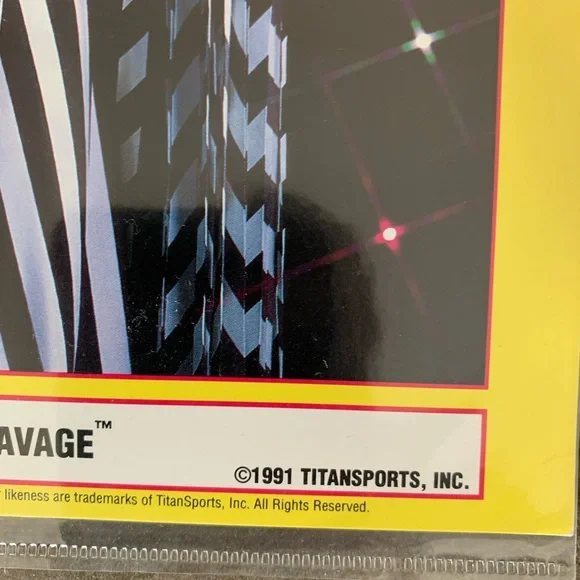 AVAGE™
©1991 TITANSPORTS, INC.
likeness are trademarks of TitanSports, Inc. All Rights Reserved.